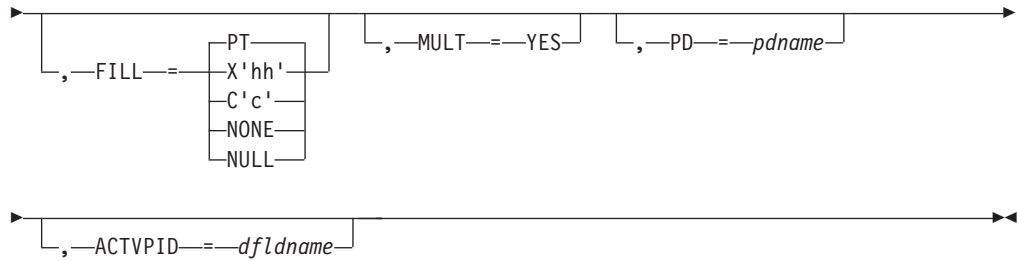 PT
, FILL = X'hh' , MULT = YES , PD = pdname
C'c'
NONE
NULL
, ACTVPID = dfldname